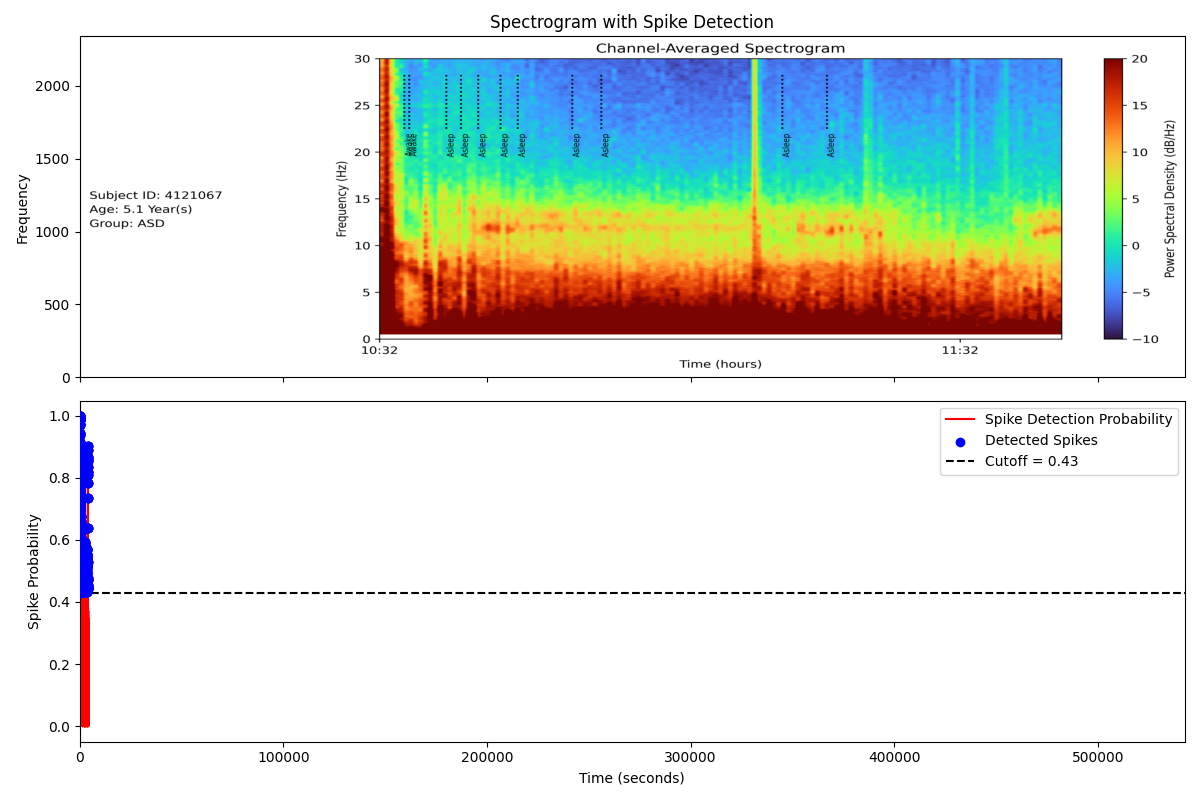 Spectrogram with Spike Detection
Channel-Averaged Spectrogram
Frequency
2000
1500
1000
500
0
Subject ID: 4121067
Age: 5.1 Year(s)
Group: ASD
Frequency (Hz)
30
25
20
15
10
5
0
Awake
Awake
Asleep
Asleep
Asleep
Asleep
Asleep
Asleep
Asleep
Asleep
Asleep
10:32
11:32
Time (hours)
20
15
10
5
0
−5
−10
Power Spectral Density (dB/Hz)
Spike Probability
1.0
0.8
0.6
0.4
0.2
0.0
Spike Detection Probability
Detected Spikes
Cutoff = 0.43
0
100000
200000
300000
400000
500000
Time (seconds)